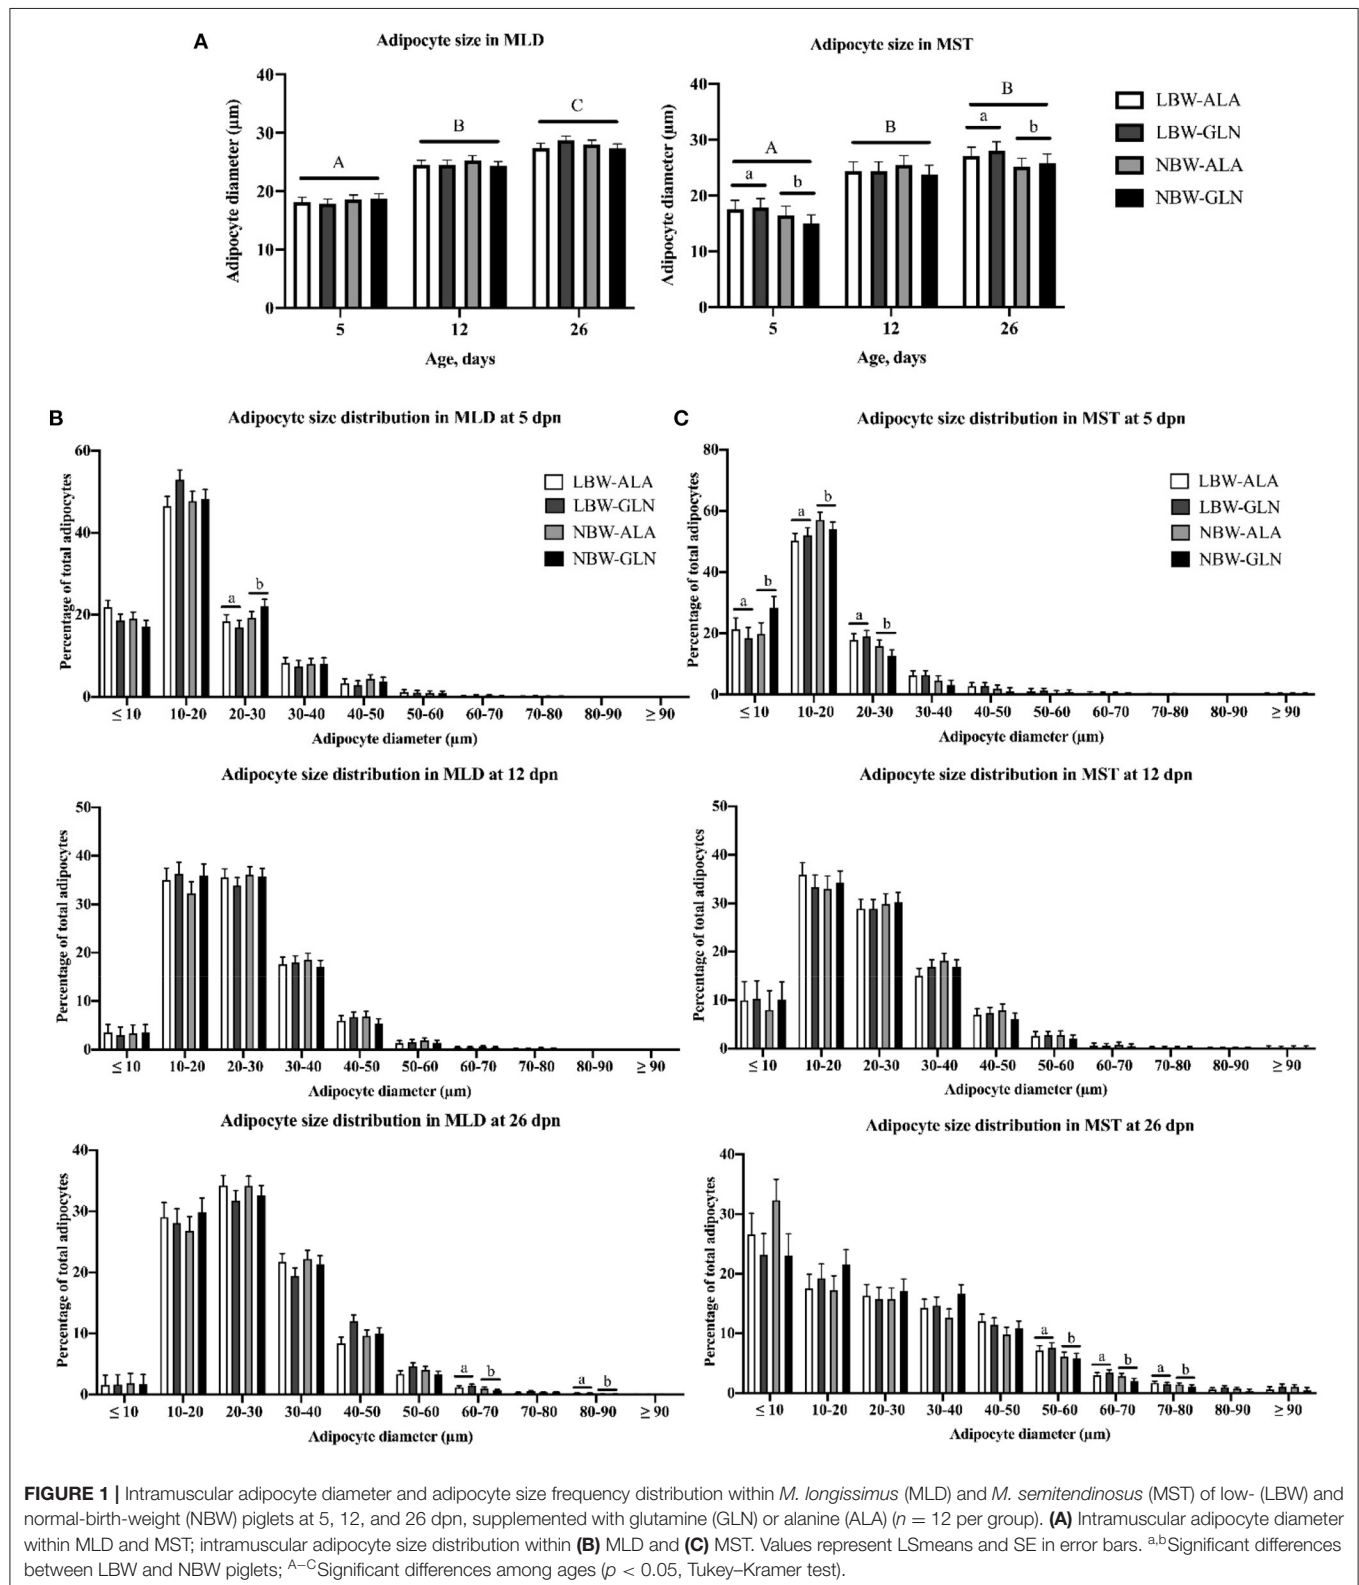 A
Adipocyte size in MLD
Adipocyte diameter (μm)
40
30
20
10
0
A
B
C
5
12
26
Age, days
Adipocyte size in MST
Adipocyte diameter (μm)
40
30
20
10
0
A
a
b
B
B
a
b
5
12
26
Age, days
LBW-ALA
LBW-GLN
NBW-ALA
NBW-GLN
B
Adipocyte size distribution in MLD at 5 dpn
Percentage of total adipocytes
60
40
20
0
a
b
LBW-ALA
LBW-GLN
NBW-ALA
NBW-GLN
≤ 10 10-20 20-30 30-40 40-50 50-60 60-70 70-80 80-90 ≥ 90
Adipocyte diameter (μm)
C
Adipocyte size distribution in MST at 5 dpn
Percentage of total adipocytes
80
60
40
20
0
a
b
a
b
a
b
LBW-ALA
LBW-GLN
NBW-ALA
NBW-GLN
≤ 10 10-20 20-30 30-40 40-50 50-60 60-70 70-80 80-90 ≥ 90
Adipocyte diameter (μm)
Adipocyte size distribution in MLD at 12 dpn
Percentage of total adipocytes
50
40
30
20
10
0
≤ 10 10-20 20-30 30-40 40-50 50-60 60-70 70-80 80-90 ≥ 90
Adipocyte diameter (μm)
Adipocyte size distribution in MST at 12 dpn
Percentage of total adipocytes
50
40
30
20
10
0
≤ 10 10-20 20-30 30-40 40-50 50-60 60-70 70-80 80-90 ≥ 90
Adipocyte diameter (μm)
Adipocyte size distribution in MLD at 26 dpn
Percentage of total adipocytes
40
30
20
10
0
a
b
a
b
≤ 10 10-20 20-30 30-40 40-50 50-60 60-70 70-80 80-90 ≥ 90
Adipocyte diameter (μm)
Adipocyte size distribution in MST at 26 dpn
Percentage of total adipocytes
40
30
20
10
0
a
b
a
b
a
b
≤ 10 10-20 20-30 30-40 40-50 50-60 60-70 70-80 80-90 ≥ 90
Adipocyte diameter (μm)
FIGURE 1 | Intramuscular adipocyte diameter and adipocyte size frequency distribution within M. longissimus (MLD) and M. semitendinosus (MST) of low- (LBW) and
normal-birth-weight (NBW) piglets at 5, 12, and 26 dpn, supplemented with glutamine (GLN) or alanine (ALA) (n = 12 per group). (A) Intramuscular adipocyte diameter
within MLD and MST; intramuscular adipocyte size distribution within (B) MLD and (C) MST. Values represent LSmeans and SE in error bars. a,bSignificant differences
between LBW and NBW piglets; A–CSignificant differences among ages (p < 0.05, Tukey–Kramer test).